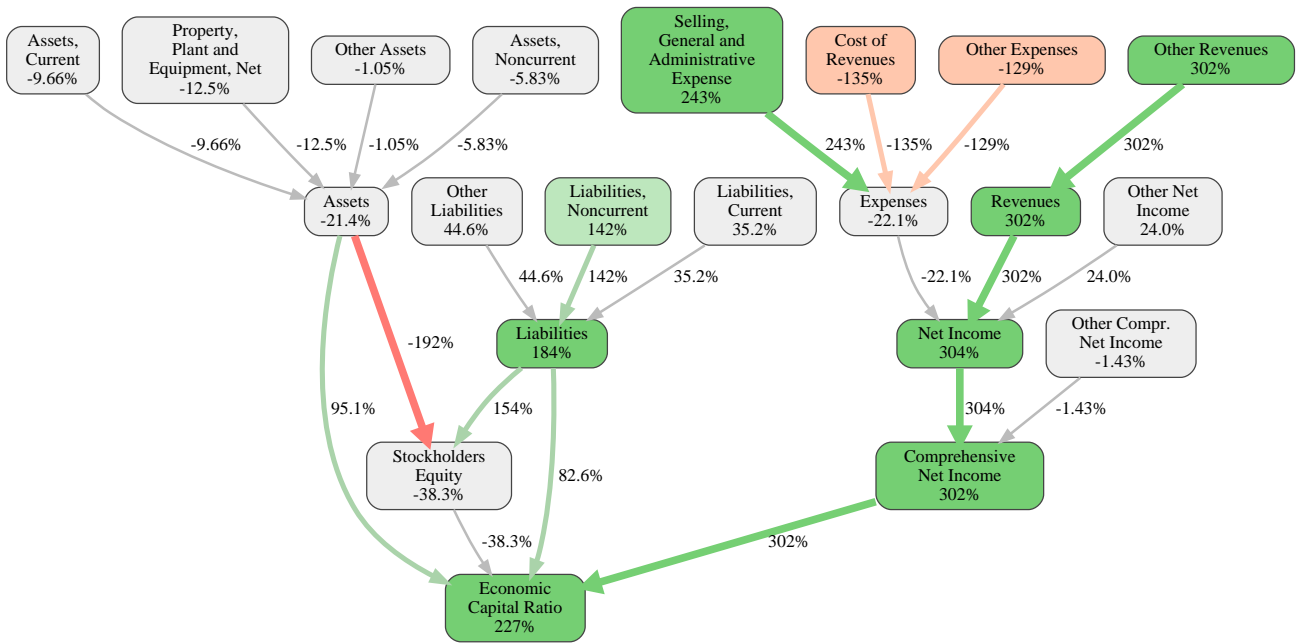 Assets,
Current
-9.66%
Property,
Plant and
Equipment, Net
-12.5%
Other Assets
-1.05%
Assets,
Noncurrent
-5.83%
Selling,
General and
Administrative
Expense
243%
Cost of
Revenues
-135%
Other Expenses
-129%
Other Revenues
302%
-9.66%
-12.5%
-1.05%
-5.83%
243%
-135%
-129%
302%
Assets
-21.4%
Other
Liabilities
44.6%
Liabilities,
Noncurrent
142%
Liabilities,
Current
35.2%
Expenses
-22.1%
Revenues
302%
Other Net
Income
24.0%
44.6%
142%
35.2%
-22.1%
302%
24.0%
-192%
Liabilities
184%
Net Income
304%
Other Compr.
Net Income
-1.43%
95.1%
154%
304%
-1.43%
Stockholders
Equity
-38.3%
82.6%
Comprehensive
Net Income
302%
-38.3%
302%
Economic
Capital Ratio
227%